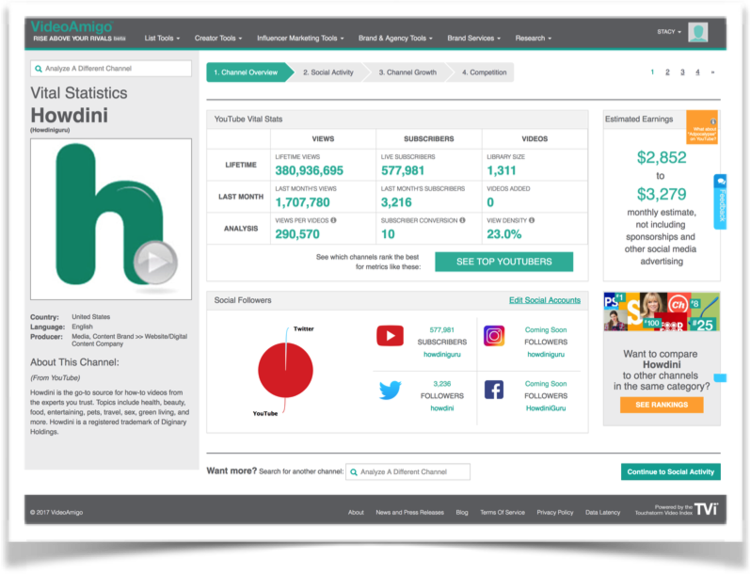 VideoAmigo
RISE ABOVE YOUR RIVALS
List Tools
Creator Tools
Influencer Marketing Tools
Brand & Agency Tools
Brand Services
Research
STACY
Analyze A Different Channel
Vital Statistics
Howdini
(Howdiniguru)
h
Country: United States
Language: English
Producer: Media, Content Brand >> Website/Digital
Content Company
About This Channel:
(From YouTube)
Howdini is the go-to source for how-to videos from
the experts you trust. Topics include health, beauty,
food, entertaining, pets, travel, sex, green living, and
more. Howdini is a registered trademark of Diginary
Holdings.
1. Channel Overview
2. Social Activity
3. Channel Growth
4. Competition
1 2 3 4 »
YouTube Vital Stats
VIEWS SUBSCRIBERS VIDEOS
LIFETIME
LIFETIME VIEWS
380,936,695
LIVE SUBSCRIBERS
577,981
LIBRARY SIZE
1,311
LAST MONTH
LAST MONTH'S VIEWS
1,707,780
LAST MONTH'S SUBSCRIBERS
3,216
VIDEOS ADDED
0
ANALYSIS
VIEWS PER VIDEOS
290,570
SUBSCRIBER CONVERSION
10
VIEW DENSITY
23.0%
See which channels rank the best
for metrics like these:
SEE TOP YOUTUBERS
Estimated Earnings
$2,852
to
$3,279
monthly estimate,
not including
sponsorships and
other social media
advertising
Feedback
Social Followers
Edit Social Accounts
Twitter
YouTube
577,981
SUBSCRIBERS
howdiniguru
Coming Soon
FOLLOWERS
howdiniguru
3,236
FOLLOWERS
howdini
Coming Soon
FOLLOWERS
HowdiniGuru
PS #1
S
#100
Ch
#8
#25
Want to compare
Howdini
to other channels
in the same category?
SEE RANKINGS
Want more? Search for another channel:
Analyze A Different Channel
Continue to Social Activity
© 2017 VideoAmigo
About
News and Press Releases
Blog
Terms Of Service
Privacy Policy
Data Latency
Powered by the
Touchstorm Video Index
TVi